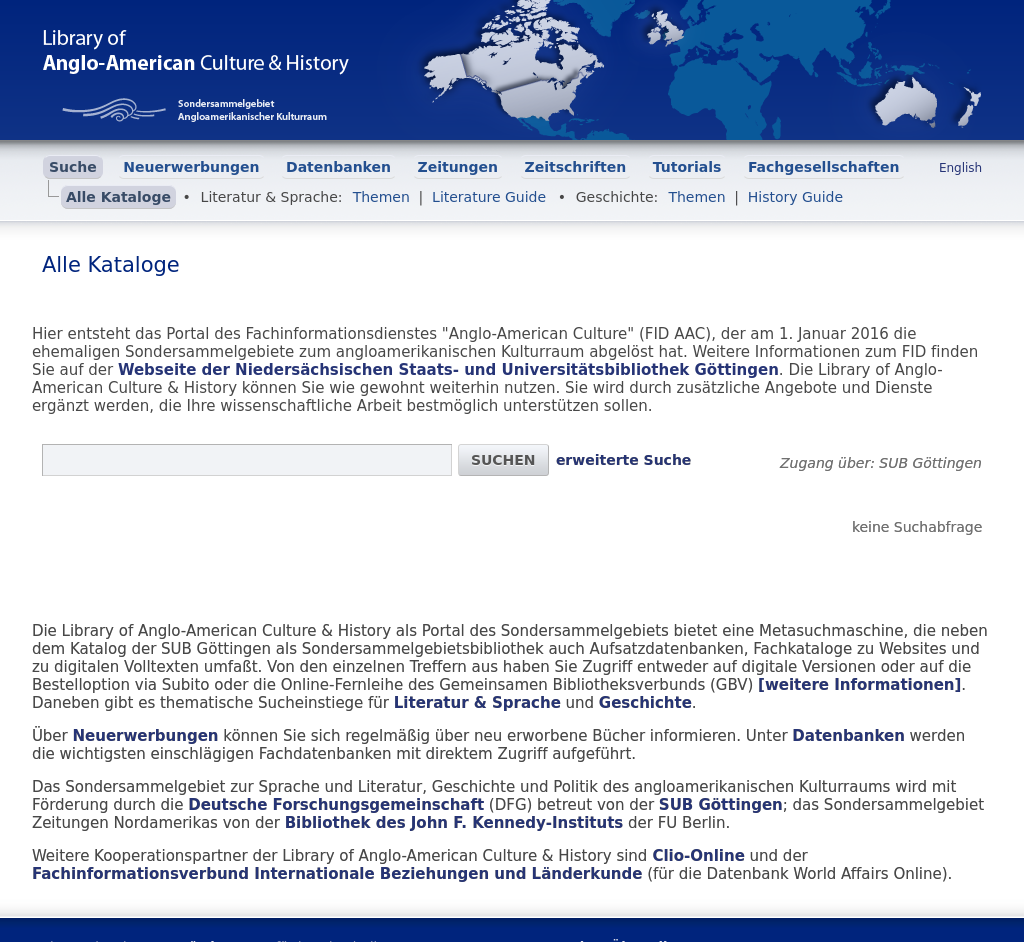 Library of
Anglo-American Culture & History
Sondersammelgebiet
Angloamerikanischer Kulturraum
Suche Neuerwerbungen Datenbanken Zeitungen Zeitschriften Tutorials Fachgesellschaften English
Alle Kataloge • Literatur & Sprache: Themen | Literature Guide • Geschichte: Themen | History Guide
Alle Kataloge
Hier entsteht das Portal des Fachinformationsdienstes "Anglo-American Culture" (FID AAC), der am 1. Januar 2016 die
ehemaligen Sondersammelgebiete zum angloamerikanischen Kulturraum abgelöst hat. Weitere Informationen zum FID finden
Sie auf der Webseite der Niedersächsischen Staats- und Universitätsbibliothek Göttingen. Die Library of Anglo-
American Culture & History können Sie wie gewohnt weiterhin nutzen. Sie wird durch zusätzliche Angebote und Dienste
ergänzt werden, die Ihre wissenschaftliche Arbeit bestmöglich unterstützen sollen.
SUCHEN erweiterte Suche Zugang über: SUB Göttingen
keine Suchabfrage
Die Library of Anglo-American Culture & History als Portal des Sondersammelgebiets bietet eine Metasuchmaschine, die neben
dem Katalog der SUB Göttingen als Sondersammelgebietsbibliothek auch Aufsatzdatenbanken, Fachkataloge zu Websites und
zu digitalen Volltexten umfaßt. Von den einzelnen Treffern aus haben Sie Zugriff entweder auf digitale Versionen oder auf die
Bestelloption via Subito oder die Online-Fernleihe des Gemeinsamen Bibliotheksverbunds (GBV) [weitere Informationen].
Daneben gibt es thematische Sucheinstiege für Literatur & Sprache und Geschichte.
Über Neuerwerbungen können Sie sich regelmäßig über neu erworbene Bücher informieren. Unter Datenbanken werden
die wichtigsten einschlägigen Fachdatenbanken mit direktem Zugriff aufgeführt.
Das Sondersammelgebiet zur Sprache und Literatur, Geschichte und Politik des angloamerikanischen Kulturraums wird mit
Förderung durch die Deutsche Forschungsgemeinschaft (DFG) betreut von der SUB Göttingen; das Sondersammelgebiet
Zeitungen Nordamerikas von der Bibliothek des John F. Kennedy-Instituts der FU Berlin.
Weitere Kooperationspartner der Library of Anglo-American Culture & History sind Clio-Online und der
Fachinformationsverbund Internationale Beziehungen und Länderkunde (für die Datenbank World Affairs Online).